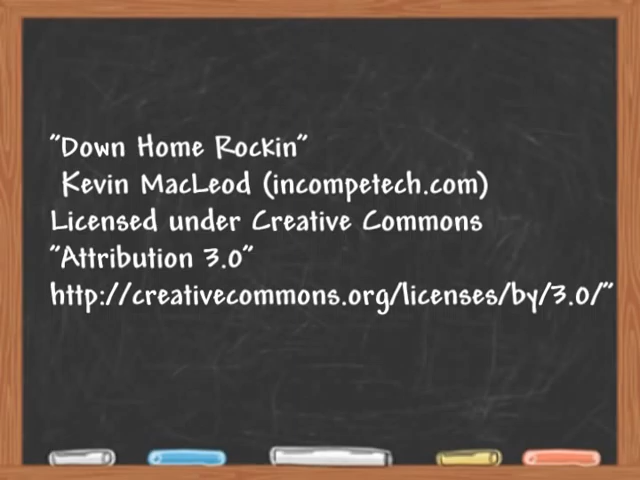 "Down Home Rockin"
Kevin MacLeod (incompetech.com)
Licensed under Creative Commons
"Attribution 3.0"
http://creativecommons.org/licenses/by/3.0/"